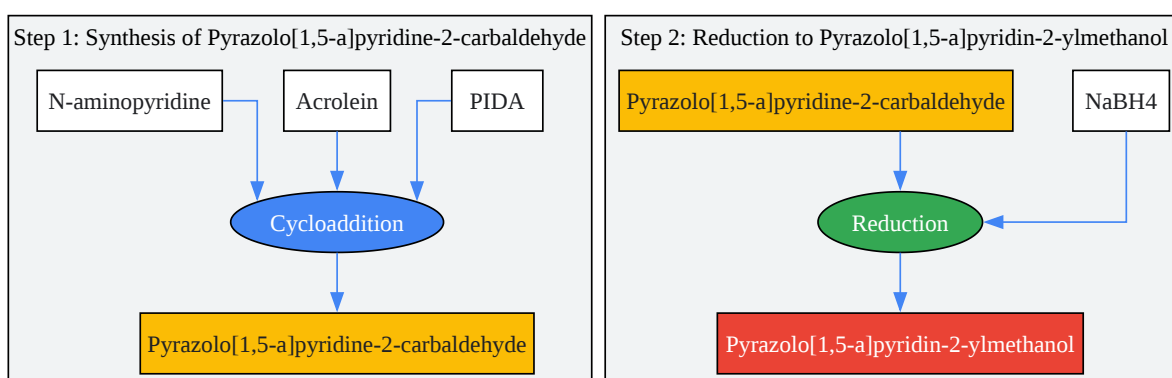 Step 1: Synthesis of Pyrazolo[1,5-a]pyridine-2-carbaldehyde
N-aminopyridine
Acrolein
PIDA
Cycloaddition
Pyrazolo[1,5-a]pyridine-2-carbaldehyde
Step 2: Reduction to Pyrazolo[1,5-a]pyridin-2-ylmethanol
Pyrazolo[1,5-a]pyridine-2-carbaldehyde
NaBH4
Reduction
Pyrazolo[1,5-a]pyridin-2-ylmethanol